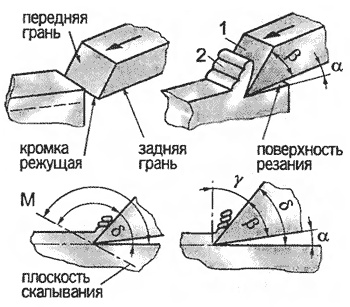 передняя
грань
1
2
β
α
кромка
режущая
задняя
грань
поверхность
резания
M
δ
γ
β
δ
α
плоскость
скалывания